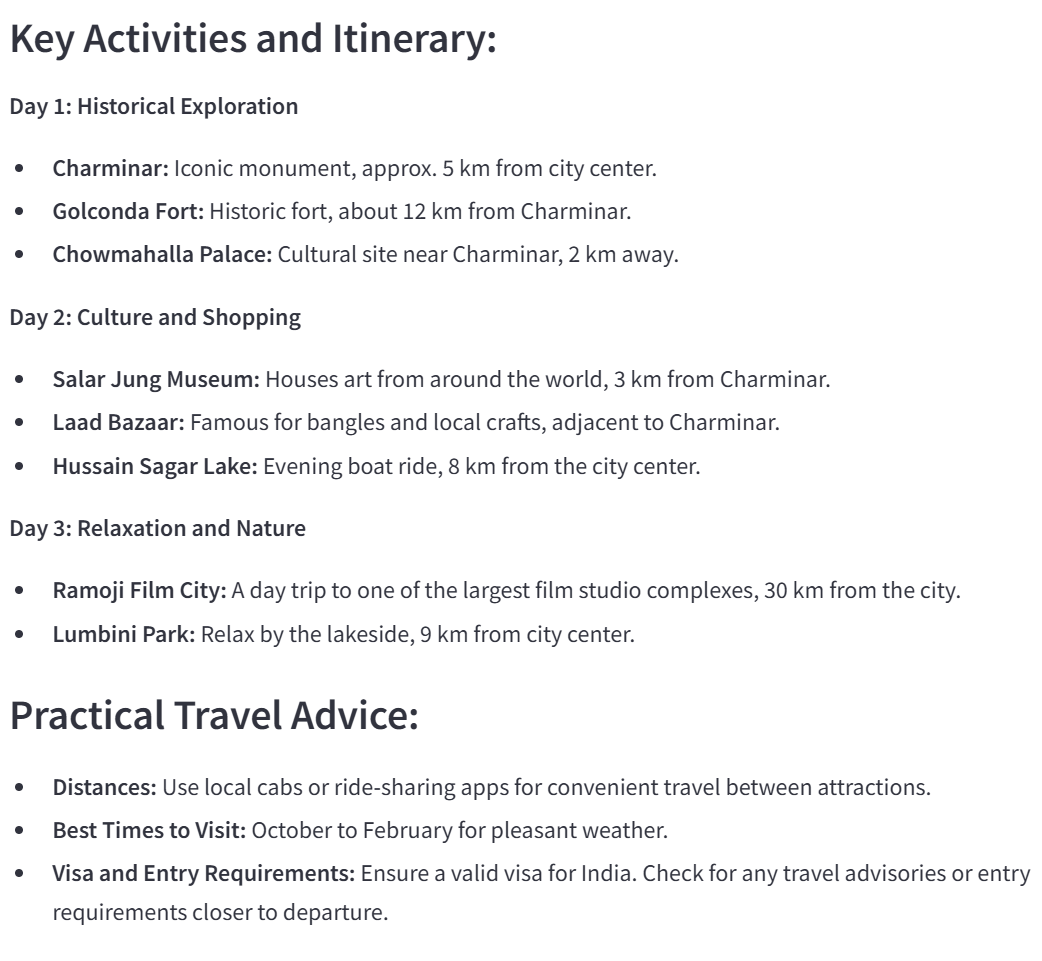 Key Activities and Itinerary:
Day 1: Historical Exploration
• Charminar: Iconic monument, approx. 5 km from city center.
• Golconda Fort: Historic fort, about 12 km from Charminar.
• Chowmahalla Palace: Cultural site near Charminar, 2 km away.
Day 2: Culture and Shopping
• Salar Jung Museum: Houses art from around the world, 3 km from Charminar.
• Laad Bazaar: Famous for bangles and local crafts, adjacent to Charminar.
• Hussain Sagar Lake: Evening boat ride, 8 km from the city center.
Day 3: Relaxation and Nature
• Ramoji Film City: A day trip to one of the largest film studio complexes, 30 km from the city.
• Lumbini Park: Relax by the lakeside, 9 km from city center.
Practical Travel Advice:
• Distances: Use local cabs or ride-sharing apps for convenient travel between attractions.
• Best Times to Visit: October to February for pleasant weather.
• Visa and Entry Requirements: Ensure a valid visa for India. Check for any travel advisories or entry
requirements closer to departure.